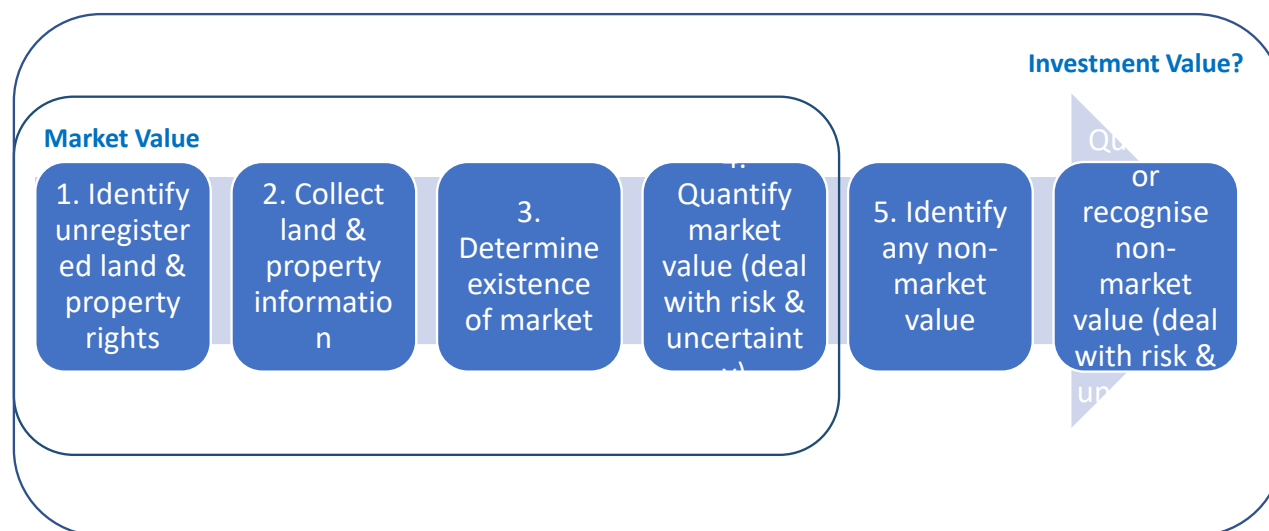 Investment Value?
Market Value
1. Identify
unregister
ed land &
property
rights
2. Collect
land &
property
informatio
n
3.
Determine
existence
of market
4.
Quantify
market
value (deal
with risk &
uncertaint
y)
5. Identify
any non-
market
value
or
recognise
non-
market
value (deal
with risk &